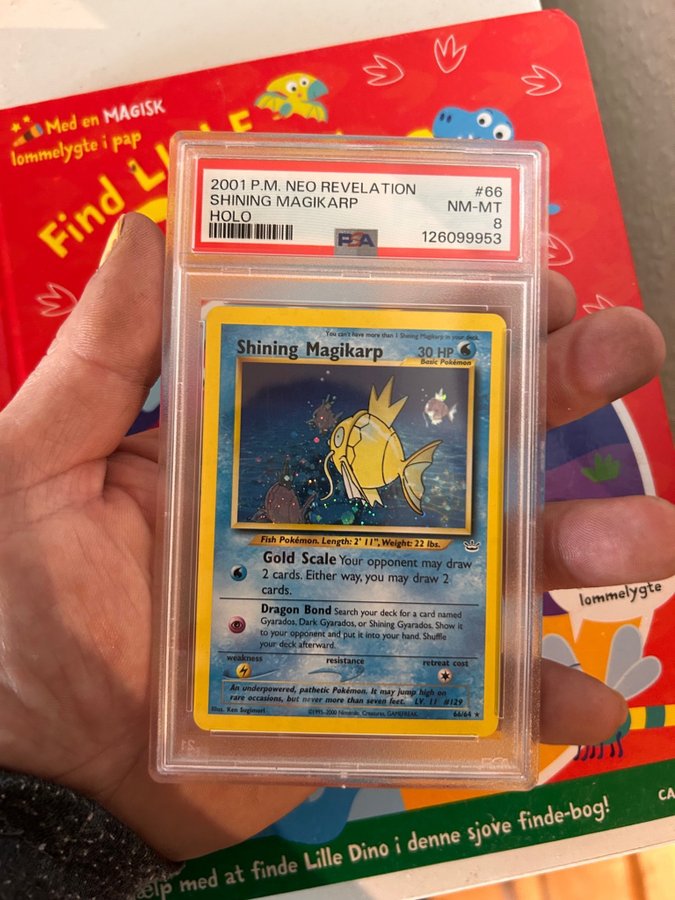 Med en MAGISK
lommelygte i pap
Find
2001 P.M. NEO REVELATION #66
SHINING MAGIKARP NM-MT
HOLO 8
PSA 126099953
You can't have more than 1 Shining Magikarp in your deck.
Shining Magikarp 30 HP
Basic Pokémon
Fish Pokémon. Length: 2' 11", Weight: 22 lbs.
Gold Scale Your opponent may draw
2 cards. Either way, you may draw 2
cards.
Dragon Bond Search your deck for a card named
Gyarados, Dark Gyarados, or Shining Gyarados. Show it
to your opponent and put it into your hand. Shuffle
your deck afterward.
weakness resistance retreat cost
An underpowered, pathetic Pokémon. It may jump high on
rare occasions, but never more than seven feet. LV. 11 #129
Illus. Ken Sugimori ©1995-2000 Nintendo, Creatures, GAMEFREAK. 66/64
lommelygte
med at finde Lille Dino i denne sjove finde-bog!
CA